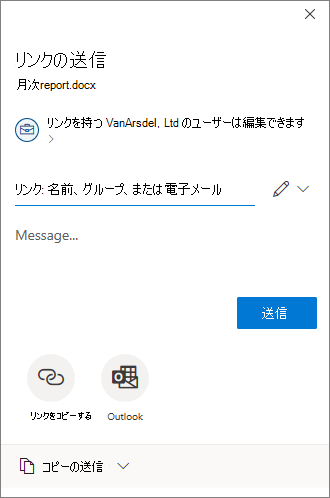 リンクの送信
月次report.docx
リンクを持つ VanArsdel, Ltd のユーザーは編集できます
リンク: 名前、グループ、または電子メール
Message...
送信
リンクをコピーする
Outlook
コピーの送信